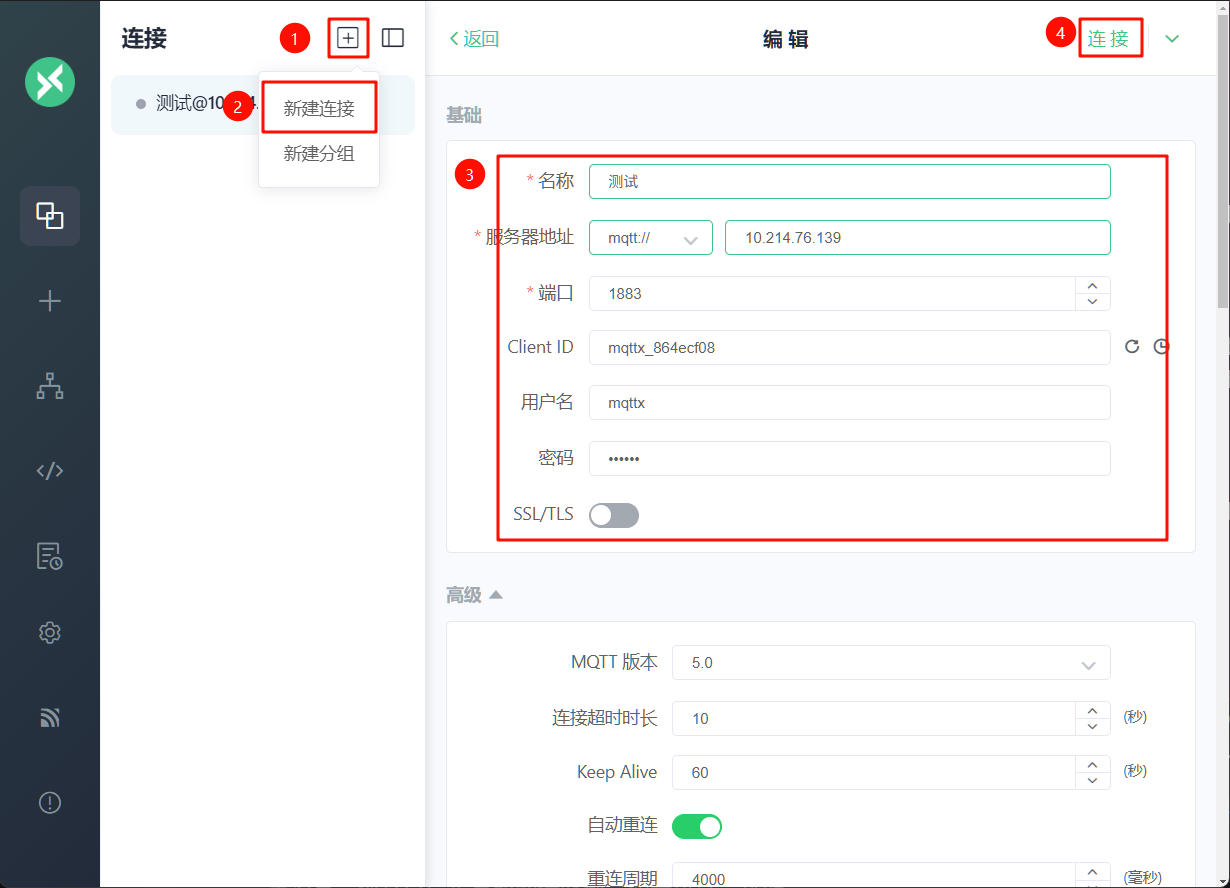 连接
1
测试@10
2
4.
新建连接
新建分组
返回
编辑
4
连接
基础
3
* 名称
测试
* 服务器地址
mqtt://
10.214.76.139
* 端口
1883
Client ID
mqttx_864ecf08
用户名
mqttx
密码
••••••
SSL/TLS
高级
MQTT 版本
5.0
连接超时时长
10
(秒)
Keep Alive
60
(秒)
自动重连
重连周期
4000
(毫秒)